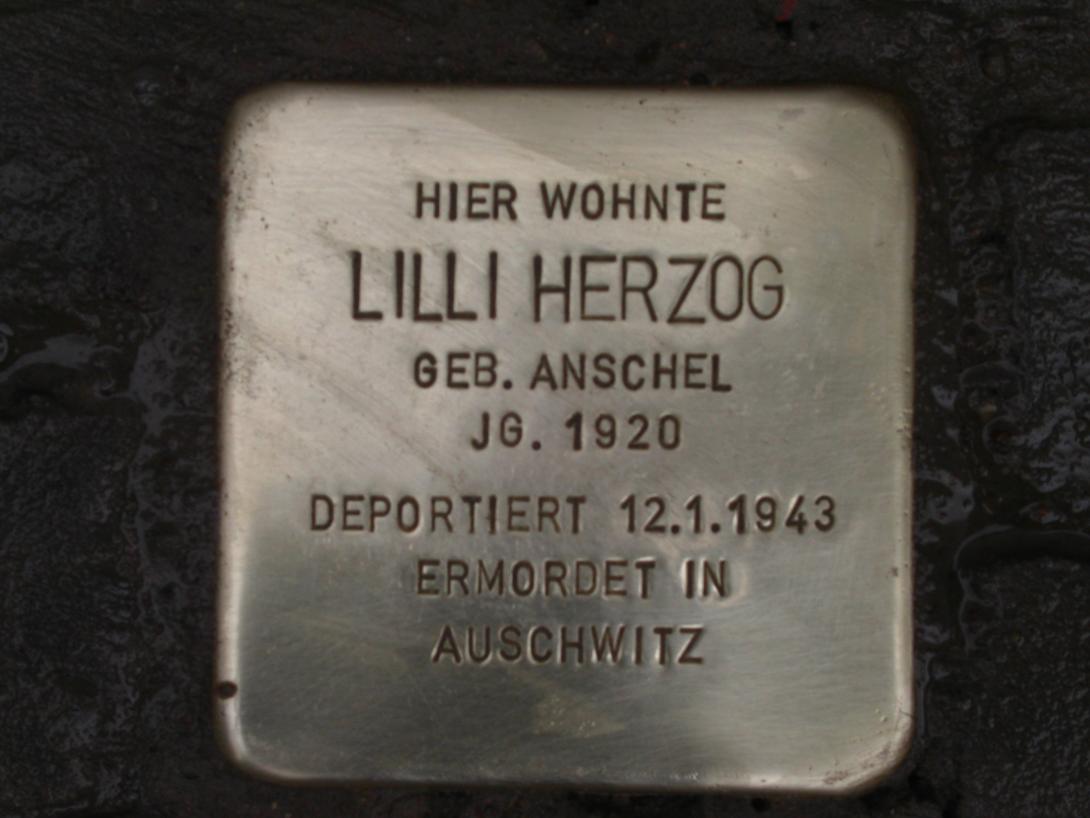 HIER WOHNTE
LILLI HERZOG
GEB. ANSCHEL
JG. 1920
DEPORTIERT 12.1.1943
ERMORDET IN
AUSCHWITZ